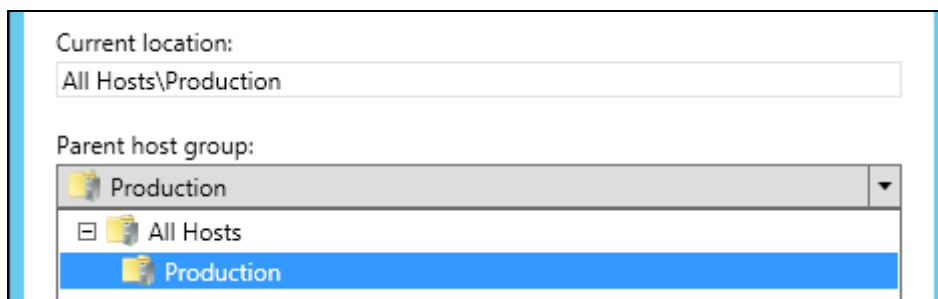 Current location:
All Hosts\Production
Parent host group:
Production
All Hosts
Production